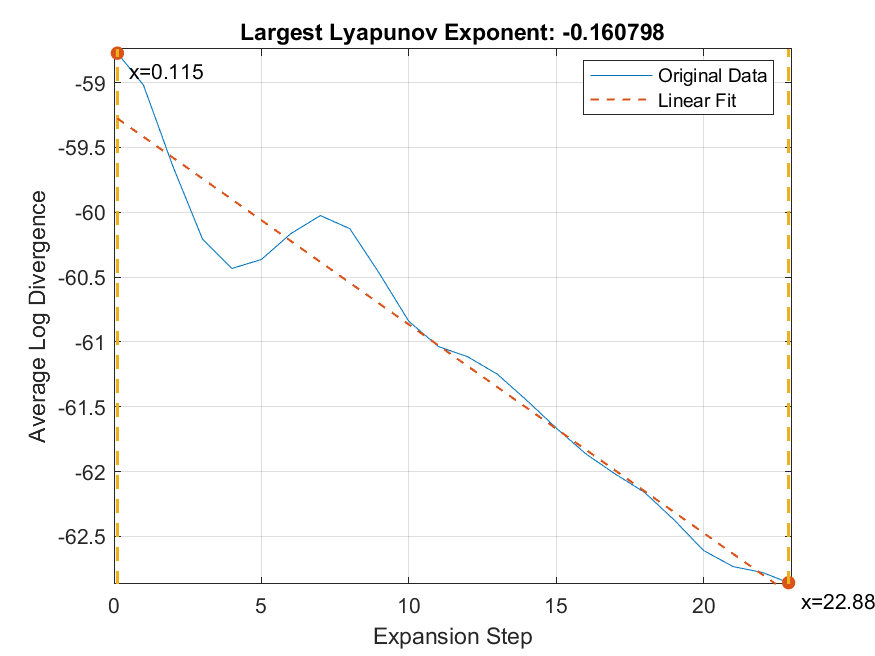 Largest Lyapunov Exponent: -0.160798
x=0.115
Original Data
Linear Fit
-59
-59.5
-60
-60.5
-61
-61.5
-62
-62.5
Average Log Divergence
0
5
10
15
20
x=22.88
Expansion Step